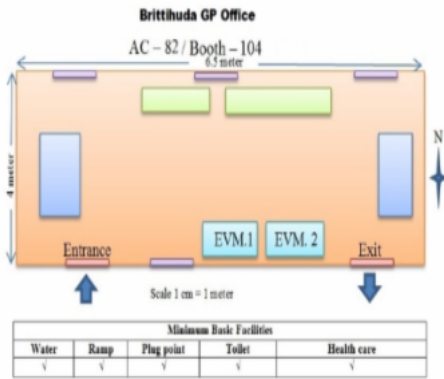 Brittihuda GP Office
AC – 82 / Booth – 104
6.5 meter
4 meter
N
EVM.1 EVM. 2
Entrance Exit
Scale 1 cm = 1 meter
Minimum Basic Facilities
Water Ramp Plug point Toilet Health care
√ √ √ √ √